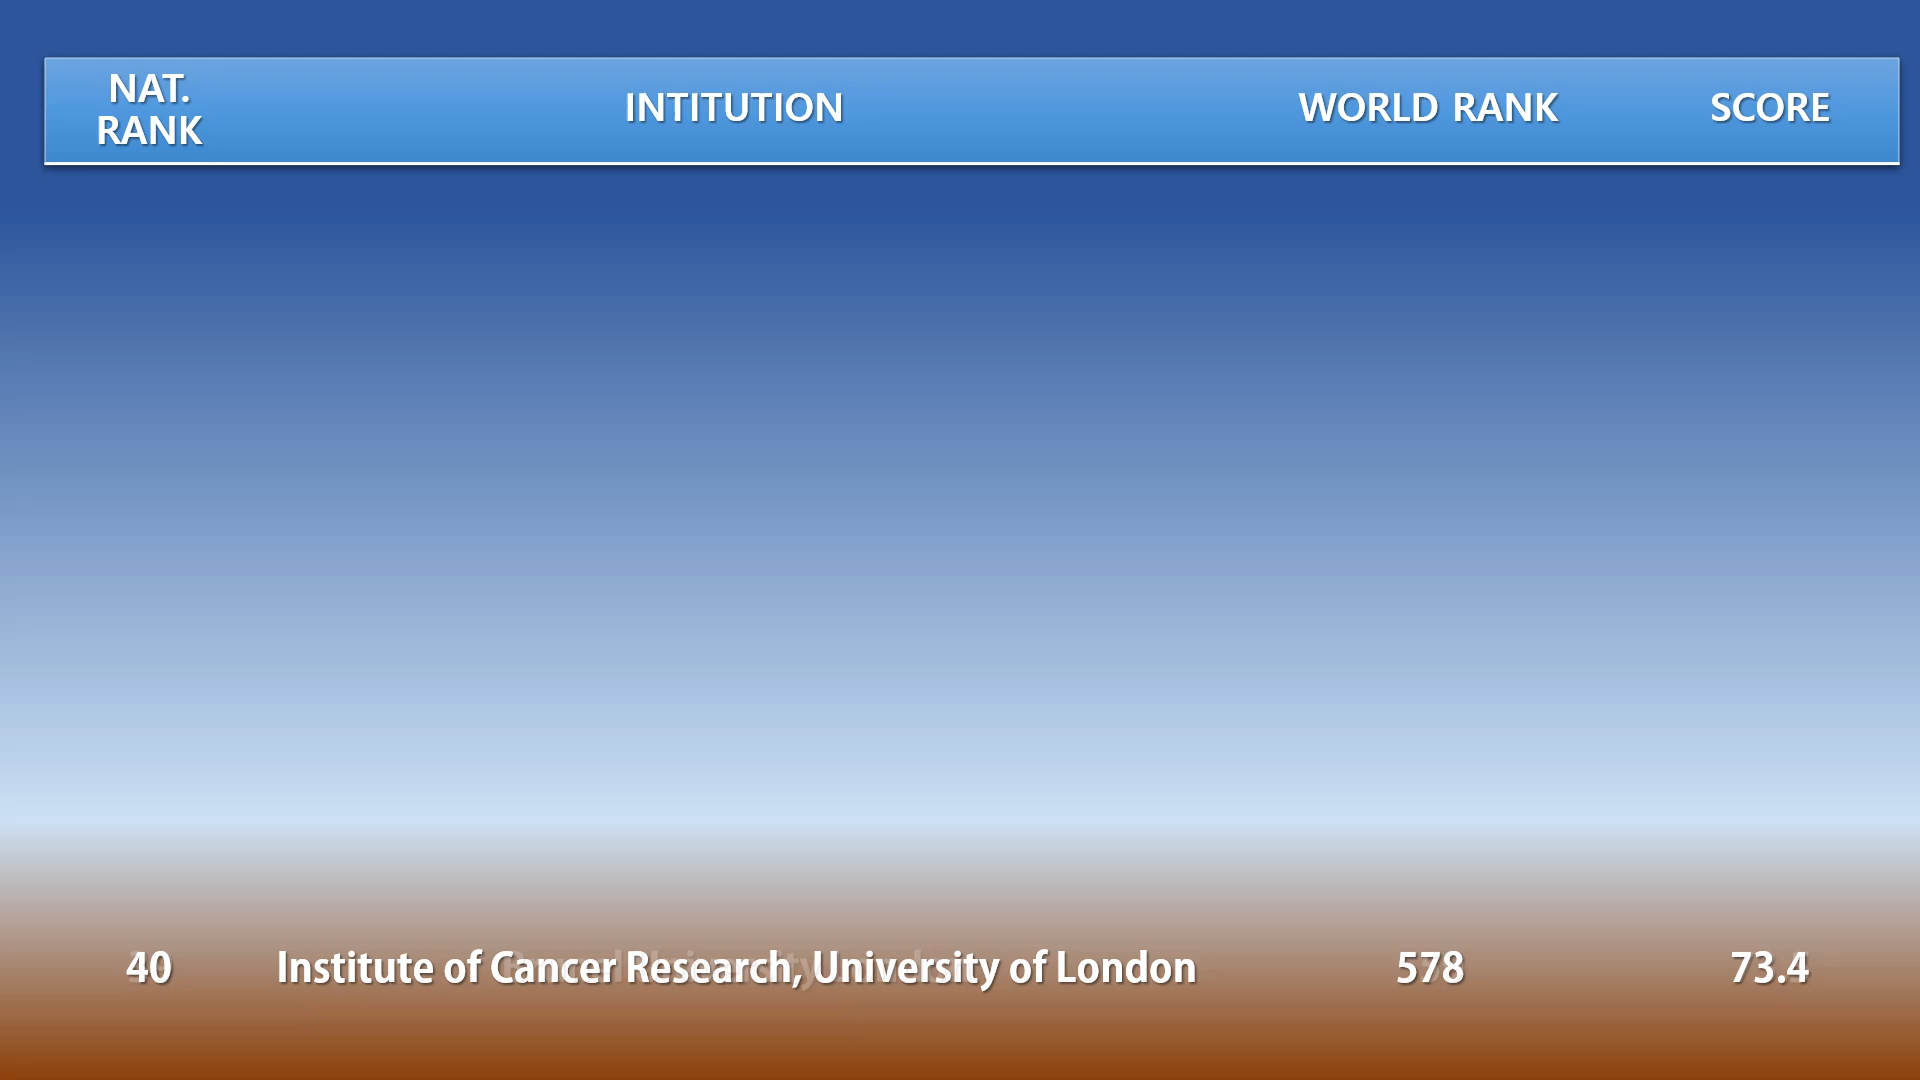 NAT.
RANK
INTITUTION
WORLD RANK
SCORE
40 Institute of Cancer Research, University of London 578 73.4